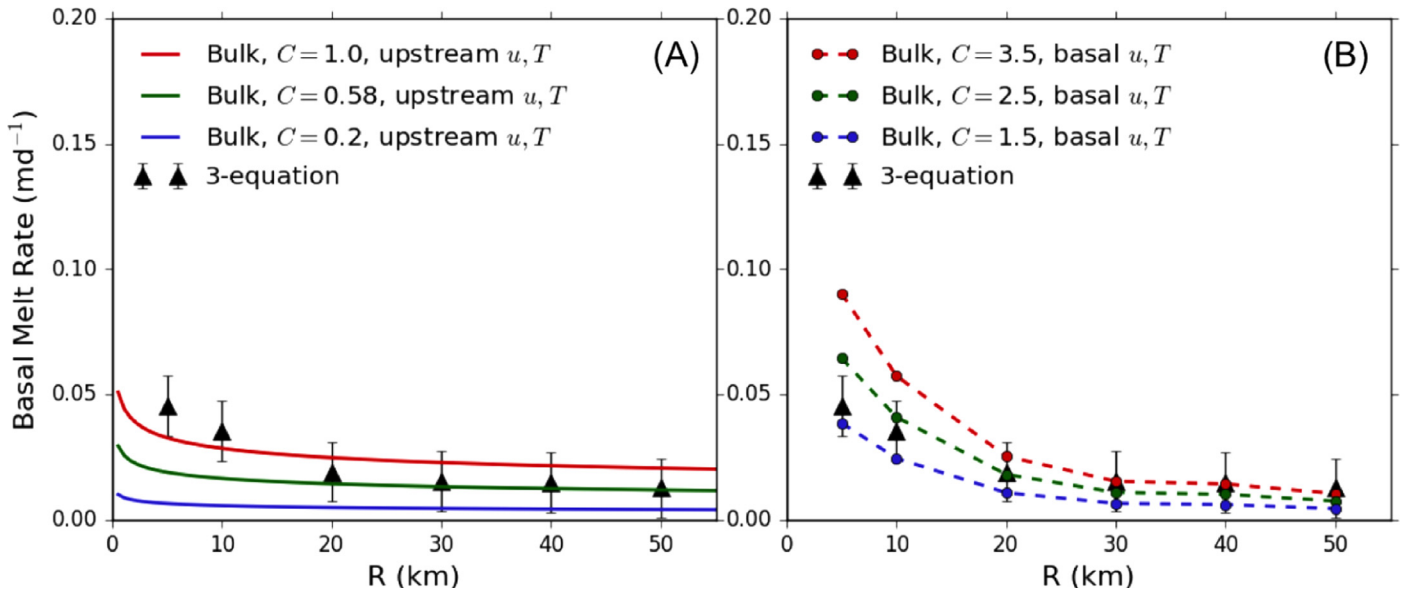 Basal Melt Rate (md⁻¹)
0.20
0.15
0.10
0.05
0.00
(A)
Bulk, C = 1.0, upstream u, T
Bulk, C = 0.58, upstream u, T
Bulk, C = 0.2, upstream u, T
3-equation
0 10 20 30 40 50
R (km)
0.20
0.15
0.10
0.05
0.00
(B)
Bulk, C = 3.5, basal u, T
Bulk, C = 2.5, basal u, T
Bulk, C = 1.5, basal u, T
3-equation
0 10 20 30 40 50
R (km)